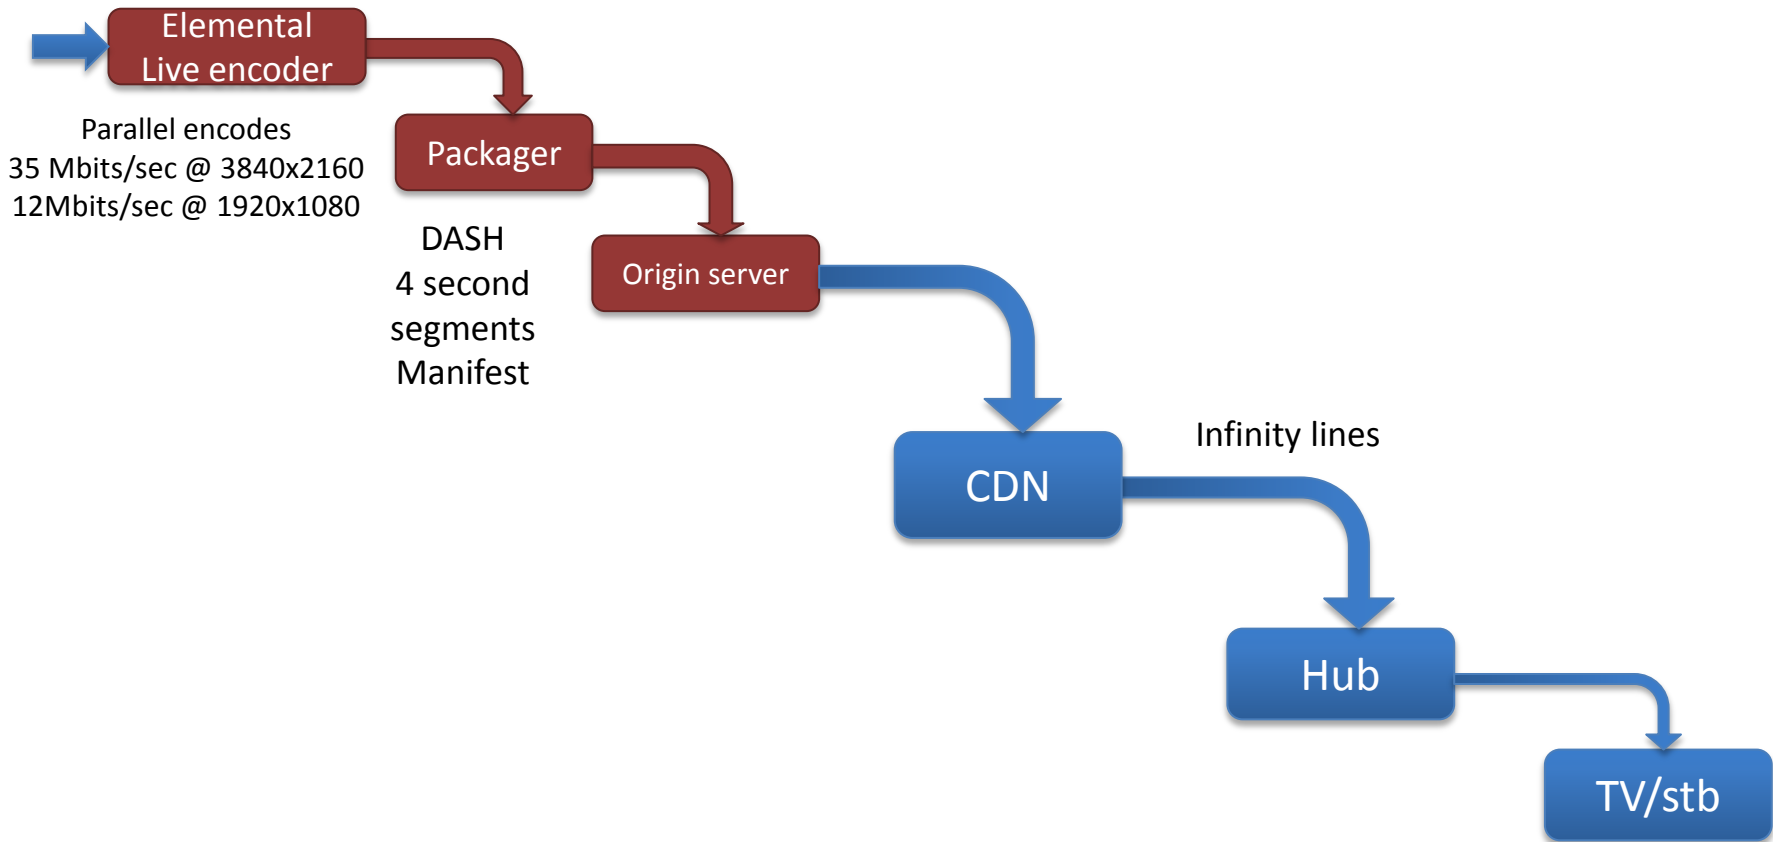 Elemental
Live encoder
Parallel encodes
35 Mbits/sec @ 3840x2160
12Mbits/sec @ 1920x1080
Packager
DASH
4 second
segments
Manifest
Origin server
CDN
Infinity lines
Hub
TV/stb